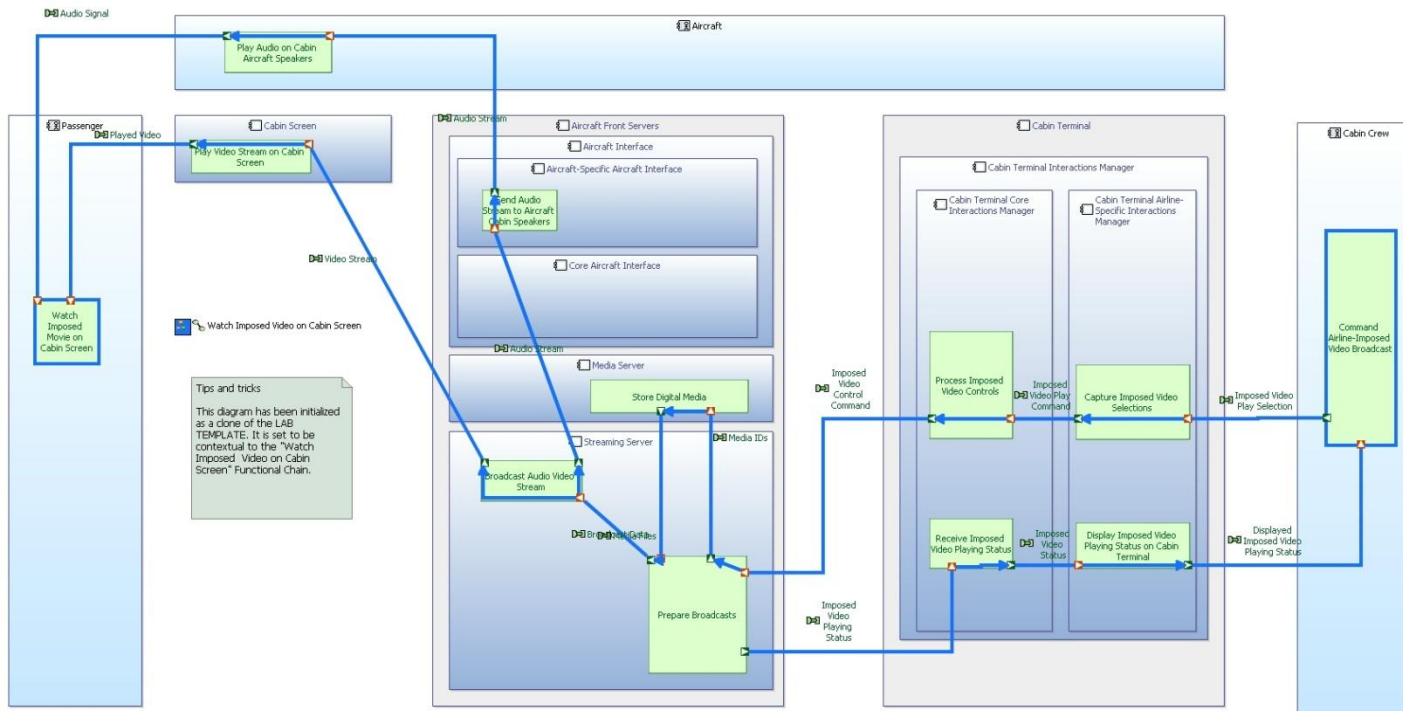 Audio Signal
Aircraft
Play Audio on Cabin
Aircraft Speakers
Passenger
Played Video
Cabin Screen
Play Video Stream on Cabin
Screen
Audio Stream
Aircraft Front Servers
Aircraft Interface
Aircraft-Specific Aircraft Interface
Send Audio
Stream to Aircraft
Cabin Speakers
Core Aircraft Interface
Video Stream
Watch
Imposed
Movie on
Cabin Screen
Watch Imposed Video on Cabin Screen
Tips and tricks
This diagram has been initialized
as a clone of the LAB
TEMPLATE. It is set to be
contextual to the "Watch
Imposed Video on Cabin
Screen" Functional Chain.
Audio Stream
Media Server
Store Digital Media
Media IDs
Streaming Server
Broadcast Audio Video
Stream
Media Files
Prepare Broadcasts
Imposed
Video
Control
Command
Imposed
Video
Playing
Status
Cabin Terminal
Cabin Terminal Interactions Manager
Cabin Terminal Core
Interactions Manager
Cabin Terminal Airline-
Specific Interactions
Manager
Process Imposed
Video Controls
Imposed
Video Play
Command
Capture Imposed Video
Selections
Imposed Video
Play Selection
Receive Imposed
Video Playing Status
Imposed
Video
Status
Display Imposed Video
Playing Status on Cabin
Terminal
Displayed
Imposed Video
Playing Status
Cabin Crew
Command
Airline-Imposed
Video Broadcast